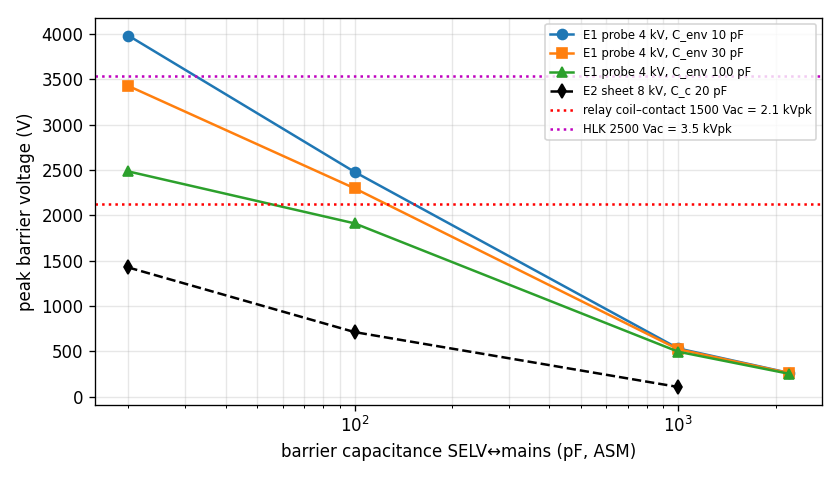 E1 probe 4 kV, C_env 10 pF
E1 probe 4 kV, C_env 30 pF
E1 probe 4 kV, C_env 100 pF
E2 sheet 8 kV, C_c 20 pF
relay coil–contact 1500 Vac = 2.1 kVpk
HLK 2500 Vac = 3.5 kVpk
peak barrier voltage (V)
4000
3500
3000
2500
2000
1500
1000
500
0
10² 10³
barrier capacitance SELV↔mains (pF, ASM)